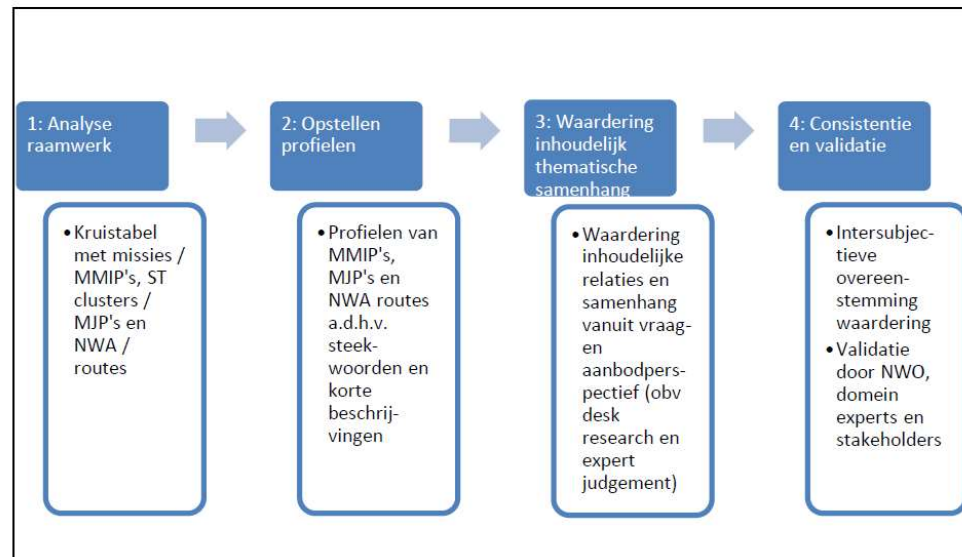 1: Analyse
raamwerk
• Kruistabel
met missies /
MMIP's, ST
clusters /
MJP's en
NWA /
routes
2: Opstellen
profielen
• Profielen van
MMIP's,
MJP's en
NWA routes
a.d.h.v.
steek-
woorden en
korte
beschrij-
vingen
3: Waardering
inhoudelijk
thematische
samenhang
• Waardering
inhoudelijke
relaties en
samenhang
vanuit vraag-
en
aanbodpers-
pectief (obv
desk
research en
expert
judgement)
4: Consistentie
en validatie
• Intersubjec-
tieve
overeen-
stemming
waardering
• Validatie
door NWO,
domein
experts en
stakeholders